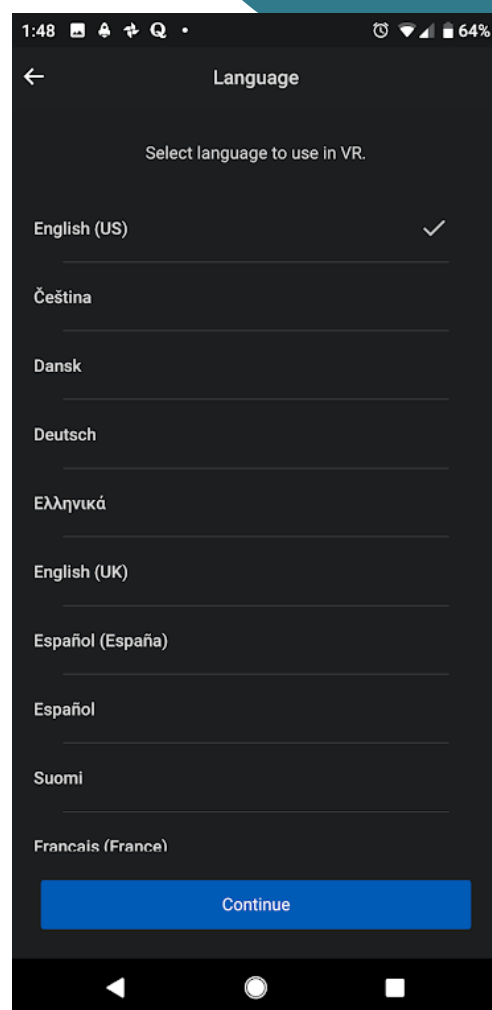 1:48 Q 64%
Language
Select language to use in VR.
English (US)
Čeština
Dansk
Deutsch
Ελληνικά
English (UK)
Español (España)
Español
Suomi
Francais (France)
Continue